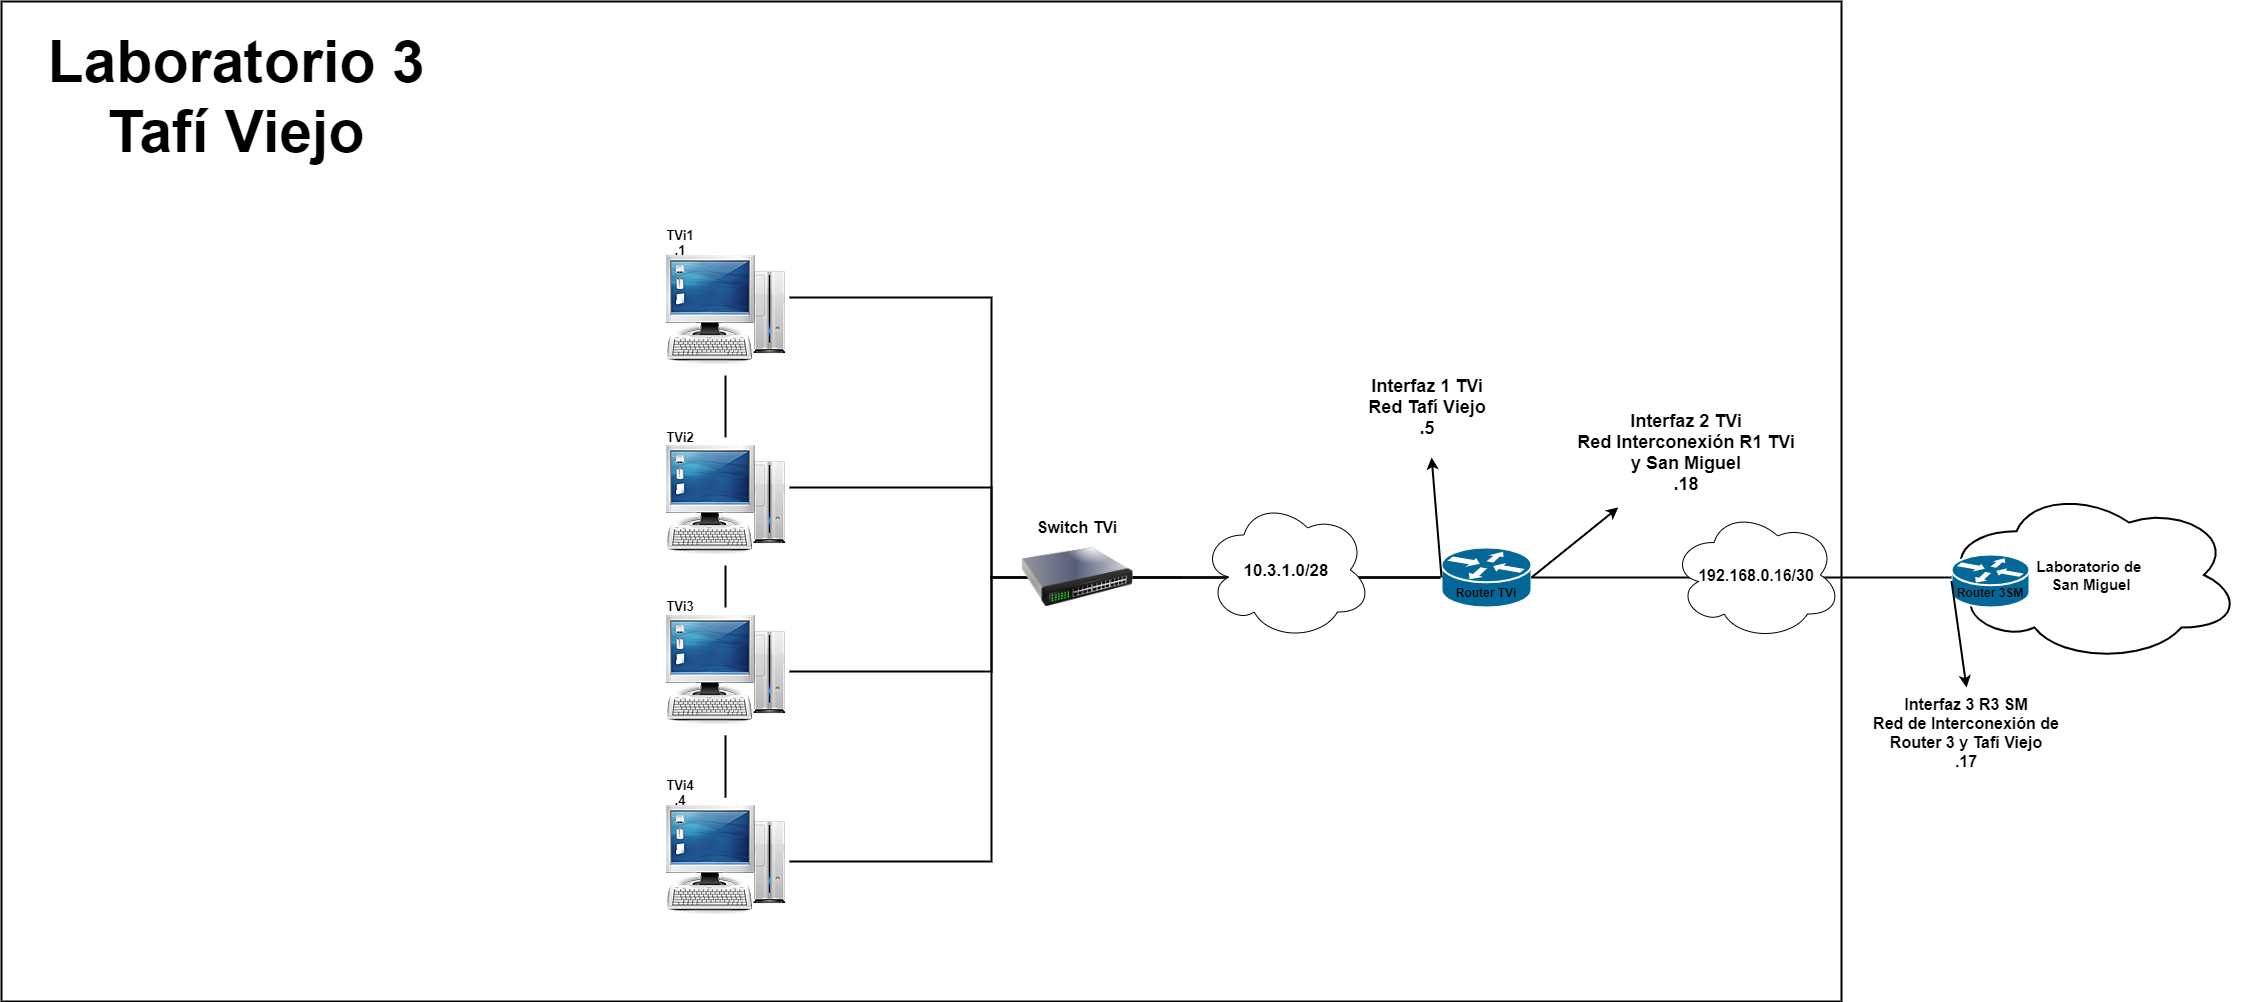 Laboratorio 3
Tafí Viejo
TVi1
.1
TVi2
TVi3
TVi4
.4
Switch TVi
10.3.1.0/28
Interfaz 1 TVi
Red Tafí Viejo
.5
Router TVi
Interfaz 2 TVi
Red Interconexión R1 TVi
y San Miguel
.18
192.168.0.16/30
Router 3SM
Laboratorio de
San Miguel
Interfaz 3 R3 SM
Red de Interconexión de
Router 3 y Tafí Viejo
.17